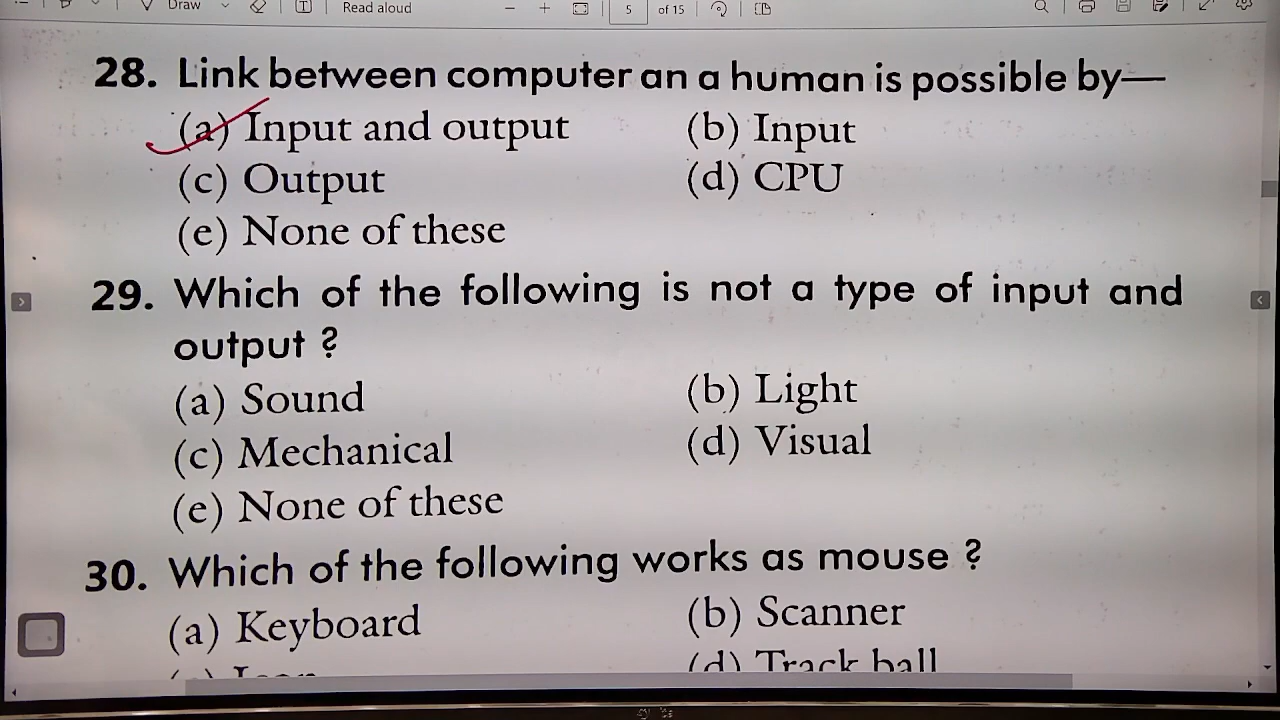 Draw
Read aloud
5
of 15
28. Link between computer an a human is possible by—
(a) Input and output
(b) Input
(c) Output
(d) CPU
(e) None of these
29. Which of the following is not a type of input and
output ?
(a) Sound
(b) Light
(c) Mechanical
(d) Visual
(e) None of these
30. Which of the following works as mouse ?
(a) Keyboard
(b) Scanner
(d) Track ball